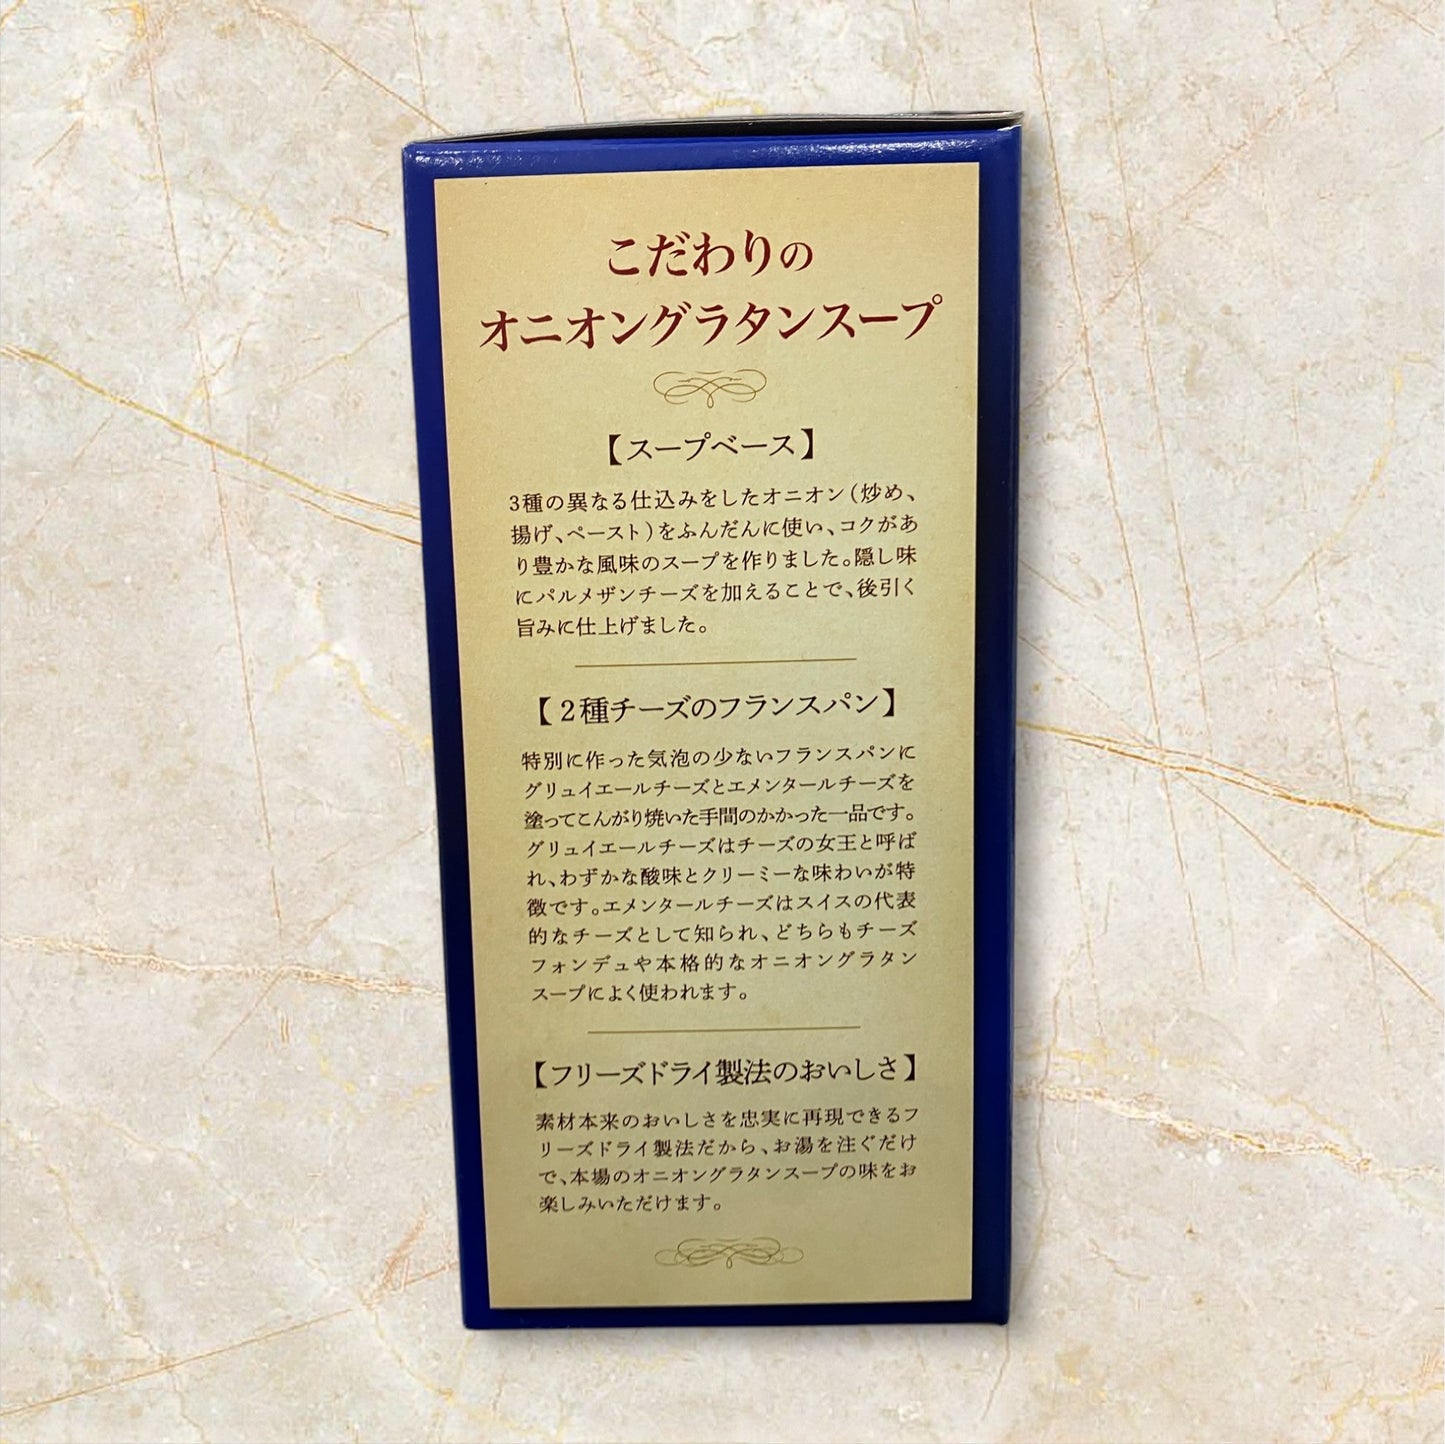 こだわりの
オニオングラタンスープ
【スープベース】
3種の異なる仕込みをしたオニオン(炒め、
揚げ、ペースト)をふんだんに使い、コクがあ
り豊かな風味のスープを作りました。隠し味
にパルメザンチーズを加えることで、後引く
旨みに仕上げました。
【2種チーズのフランスパン】
特別に作った気泡の少ないフランスパンに
グリュイエールチーズとエメンタールチーズを
塗ってこんがり焼いた手間のかかった一品です。
グリュイエールチーズはチーズの女王と呼ば
れ、わずかな酸味とクリーミーな味わいが特
徴です。エメンタールチーズはスイスの代表
的なチーズとして知られ、どちらもチーズ
フォンデュや本格的なオニオングラタン
スープによく使われます。
【フリーズドライ製法のおいしさ】
素材本来のおいしさを忠実に再現できるフ
リーズドライ製法だから、お湯を注ぐだけ
で、本場のオニオングラタンスープの味をお
楽しみいただけます。